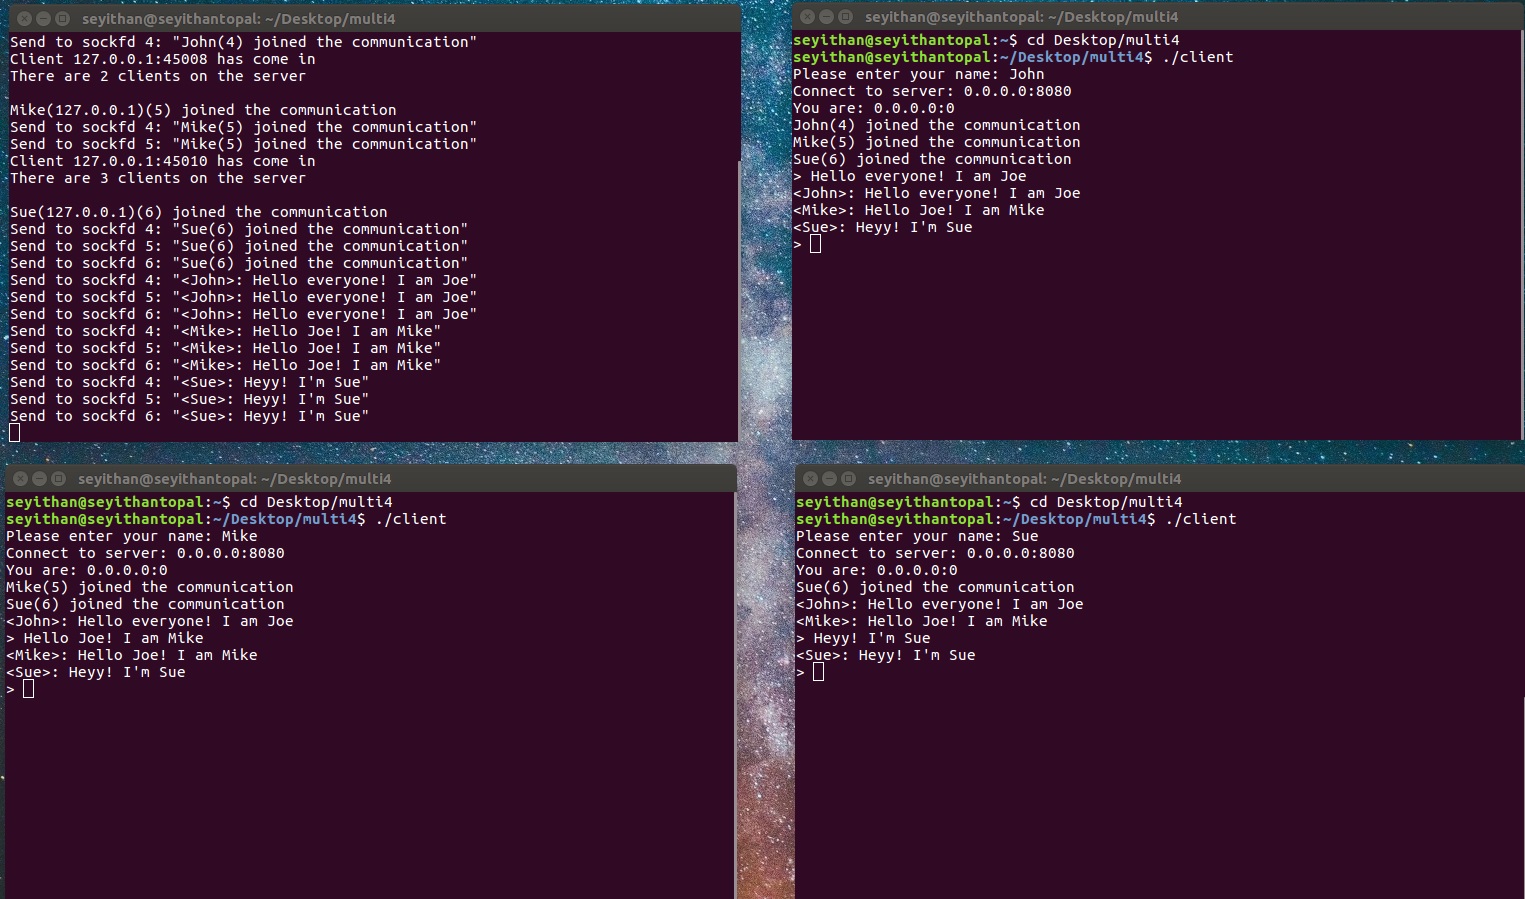 seyithan@seyithantopal: ~/Desktop/multi4
Send to sockfd 4: "John(4) joined the communication"
Client 127.0.0.1:45008 has come in
There are 2 clients on the server
Mike(127.0.0.1)(5) joined the communication
Send to sockfd 4: "Mike(5) joined the communication"
Send to sockfd 5: "Mike(5) joined the communication"
Client 127.0.0.1:45010 has come in
There are 3 clients on the server
Sue(127.0.0.1)(6) joined the communication
Send to sockfd 4: "Sue(6) joined the communication"
Send to sockfd 5: "Sue(6) joined the communication"
Send to sockfd 6: "Sue(6) joined the communication"
Send to sockfd 4: "<John>: Hello everyone! I am Joe"
Send to sockfd 5: "<John>: Hello everyone! I am Joe"
Send to sockfd 6: "<John>: Hello everyone! I am Joe"
Send to sockfd 4: "<Mike>: Hello Joe! I am Mike"
Send to sockfd 5: "<Mike>: Hello Joe! I am Mike"
Send to sockfd 6: "<Mike>: Hello Joe! I am Mike"
Send to sockfd 4: "<Sue>: Heyy! I'm Sue"
Send to sockfd 5: "<Sue>: Heyy! I'm Sue"
Send to sockfd 6: "<Sue>: Heyy! I'm Sue"
seyithan@seyithantopal: ~/Desktop/multi4
seyithan@seyithantopal:~$ cd Desktop/multi4
seyithan@seyithantopal:~/Desktop/multi4$ ./client
Please enter your name: John
Connect to server: 0.0.0.0:8080
You are: 0.0.0.0:0
John(4) joined the communication
Mike(5) joined the communication
Sue(6) joined the communication
> Hello everyone! I am Joe
<John>: Hello everyone! I am Joe
<Mike>: Hello Joe! I am Mike
<Sue>: Heyy! I'm Sue
>
seyithan@seyithantopal: ~/Desktop/multi4
seyithan@seyithantopal:~$ cd Desktop/multi4
seyithan@seyithantopal:~/Desktop/multi4$ ./client
Please enter your name: Mike
Connect to server: 0.0.0.0:8080
You are: 0.0.0.0:0
Mike(5) joined the communication
Sue(6) joined the communication
<John>: Hello everyone! I am Joe
> Hello Joe! I am Mike
<Mike>: Hello Joe! I am Mike
<Sue>: Heyy! I'm Sue
>
seyithan@seyithantopal: ~/Desktop/multi4
seyithan@seyithantopal:~$ cd Desktop/multi4
seyithan@seyithantopal:~/Desktop/multi4$ ./client
Please enter your name: Sue
Connect to server: 0.0.0.0:8080
You are: 0.0.0.0:0
Sue(6) joined the communication
<John>: Hello everyone! I am Joe
<Mike>: Hello Joe! I am Mike
> Heyy! I'm Sue
<Sue>: Heyy! I'm Sue
>